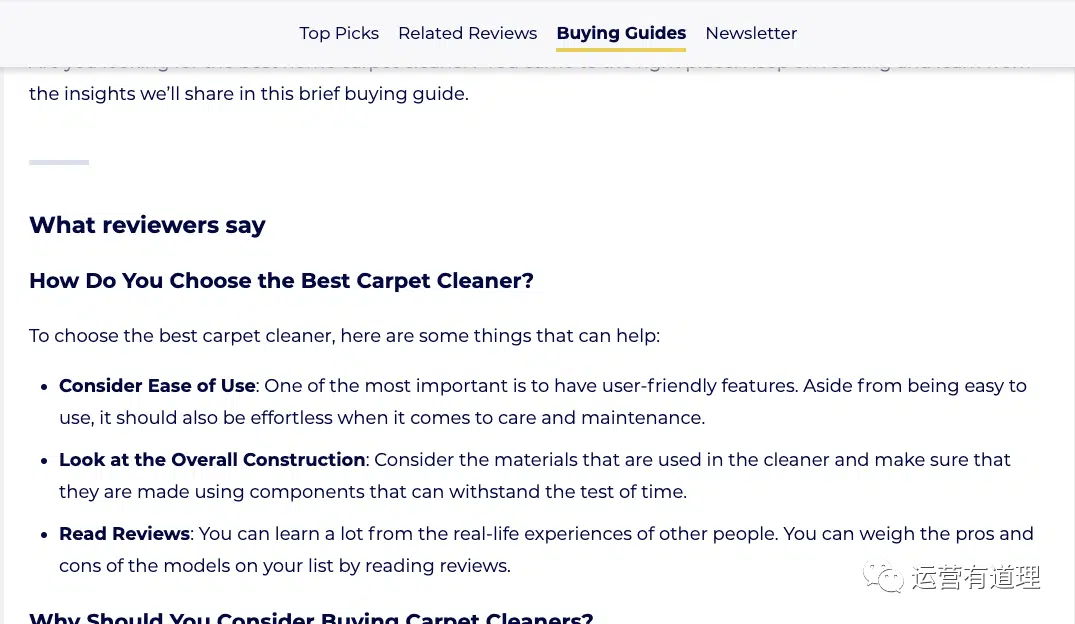 Top Picks Related Reviews Buying Guides Newsletter
the insights we’ll share in this brief buying guide.
What reviewers say
How Do You Choose the Best Carpet Cleaner?
To choose the best carpet cleaner, here are some things that can help:
• Consider Ease of Use: One of the most important is to have user-friendly features. Aside from being easy to
use, it should also be effortless when it comes to care and maintenance.
• Look at the Overall Construction: Consider the materials that are used in the cleaner and make sure that
they are made using components that can withstand the test of time.
• Read Reviews: You can learn a lot from the real-life experiences of other people. You can weigh the pros and
cons of the models on your list by reading reviews.
运营有道理
Why Should You Consider Buying Carpet Cleaners?